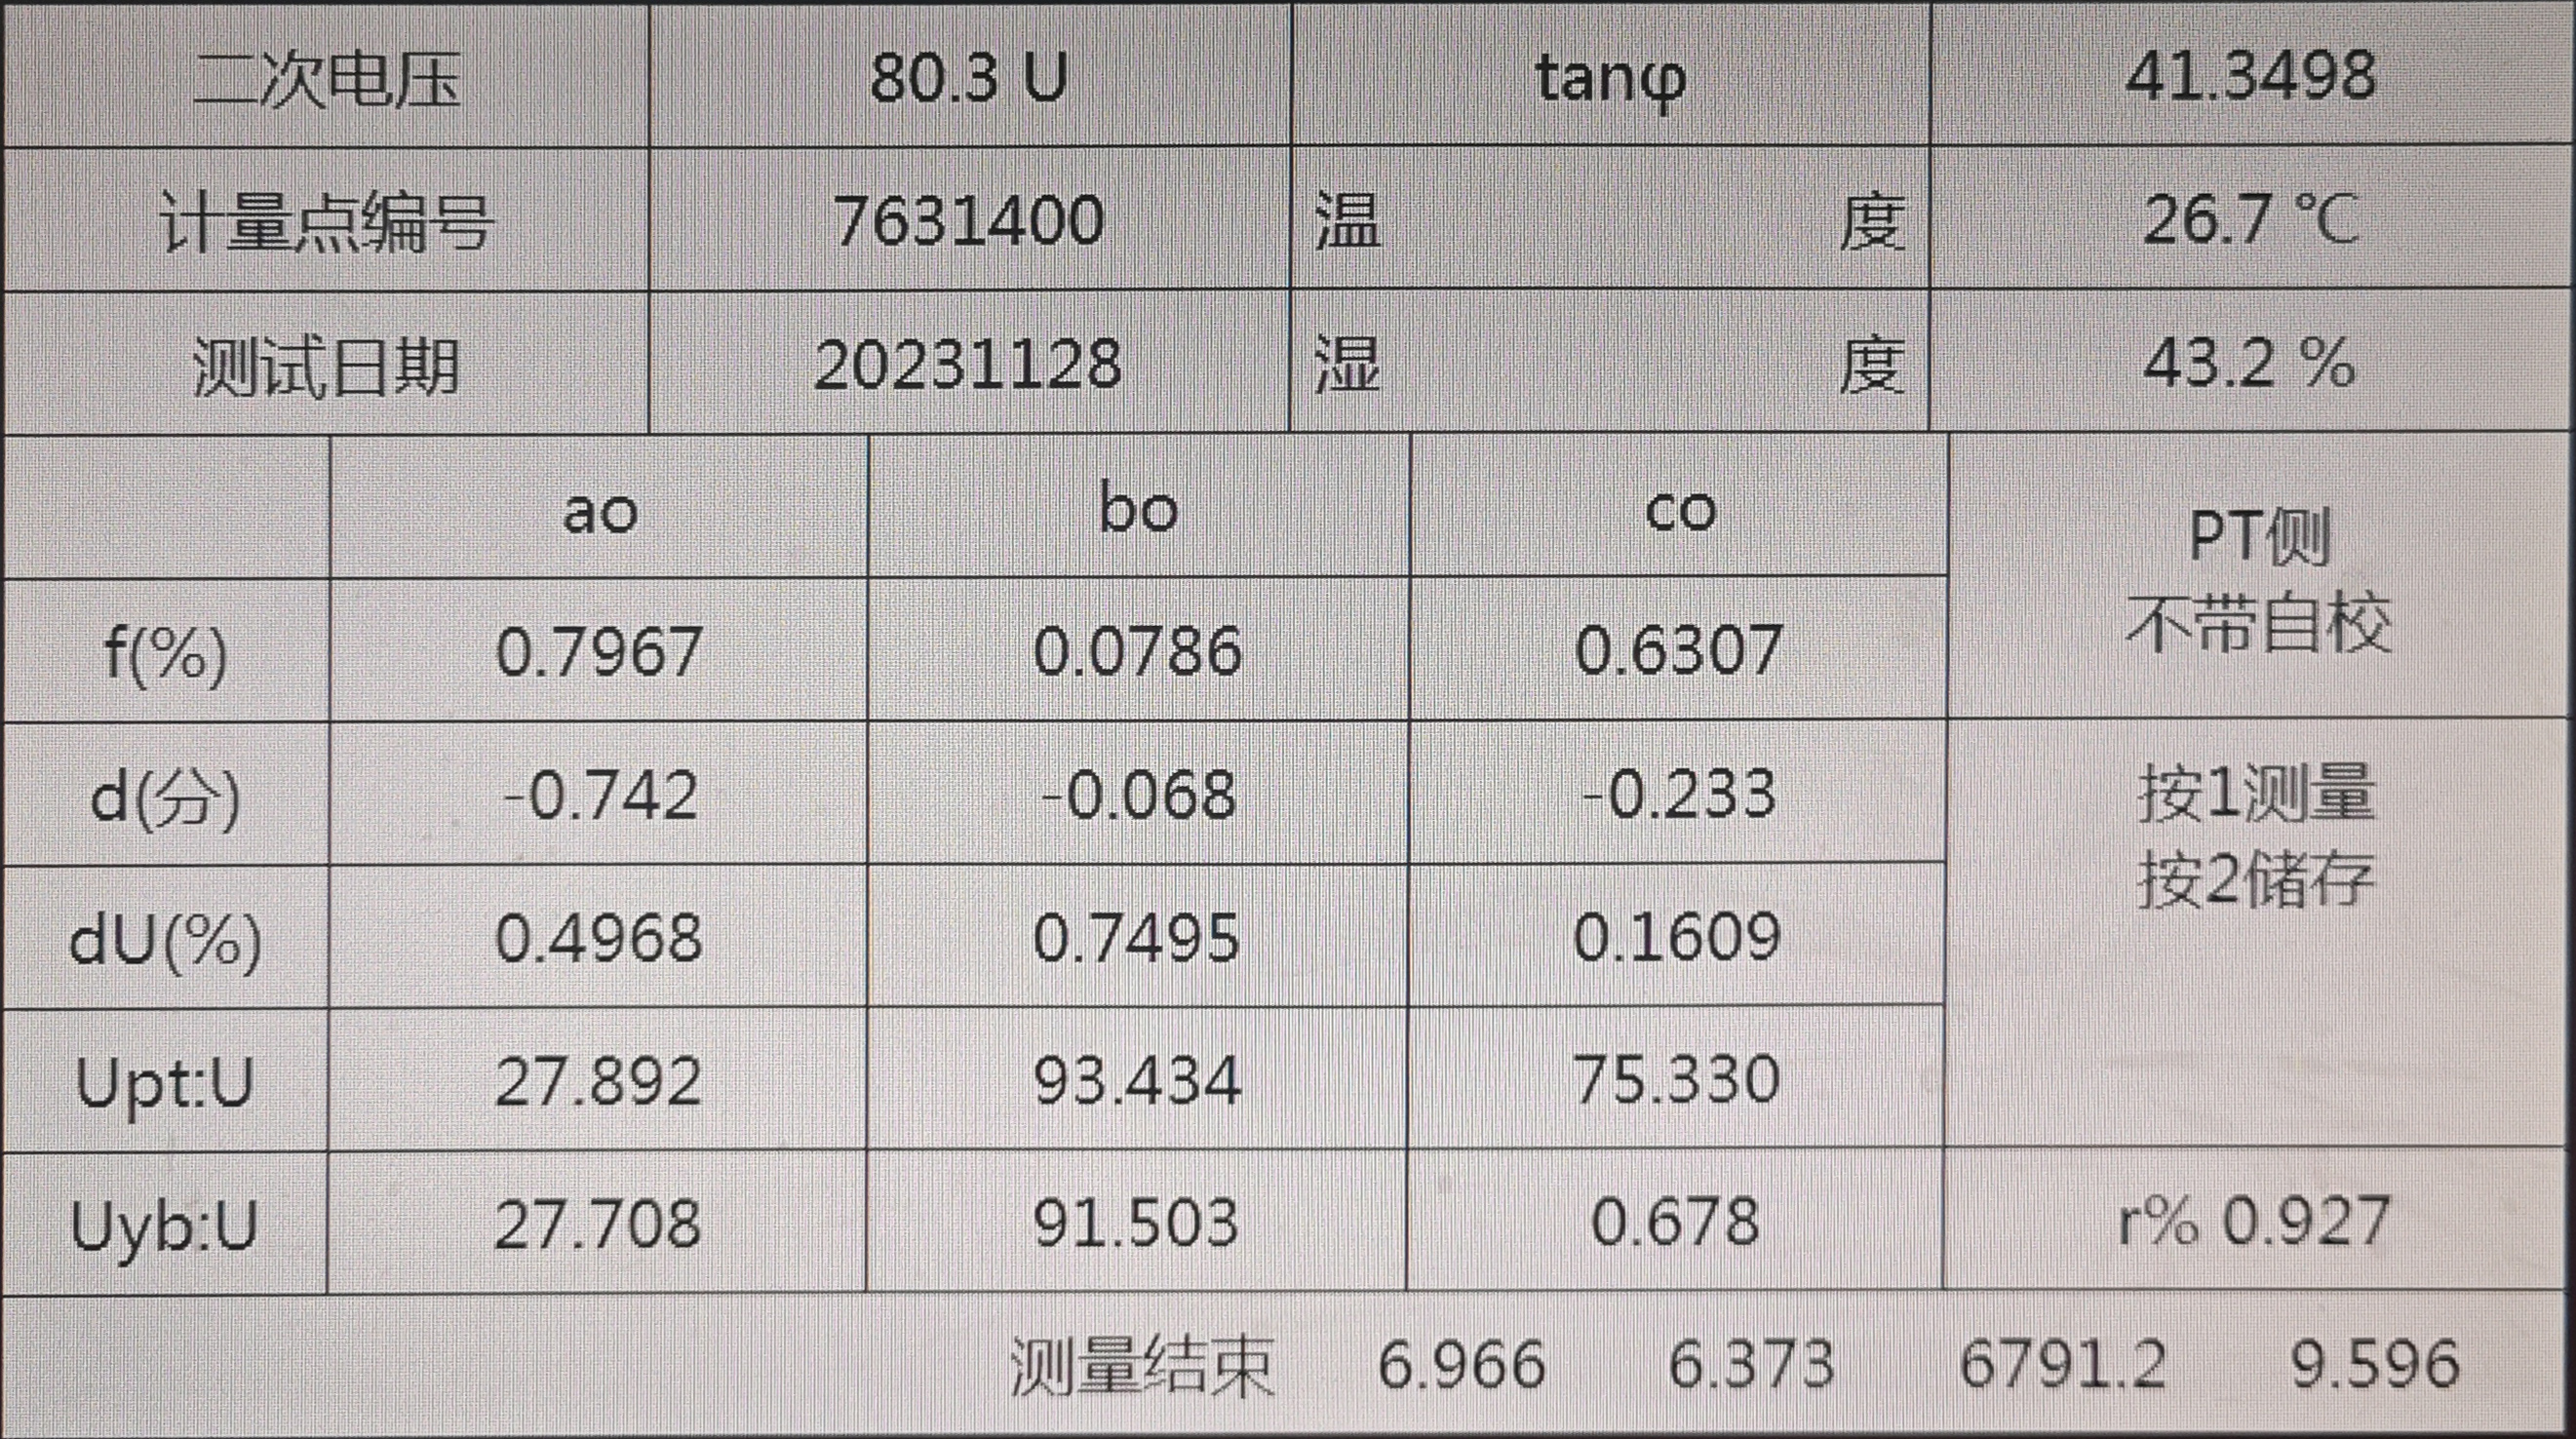 二次电压 80.3 U tanφ 41.3498
计量点编号 7631400 温 度 26.7 ℃
测试日期 20231128 湿 度 43.2 %
ao bo co
PT侧
不带自校
f(%) 0.7967 0.0786 0.6307
d(分) -0.742 -0.068 -0.233
按1测量
按2储存
dU(%) 0.4968 0.7495 0.1609
Upt:U 27.892 93.434 75.330
Uyb:U 27.708 91.503 0.678 r% 0.927
测量结束 6.966 6.373 6791.2 9.596